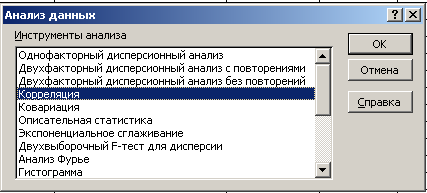 Анализ данных
Инструменты анализа
Однофакторный дисперсионный анализ
Двухфакторный дисперсионный анализ с повторениями
Двухфакторный дисперсионный анализ без повторений
Корреляция
Ковариация
Описательная статистика
Экспоненциальное сглаживание
Двухвыборочный F-тест для дисперсии
Анализ Фурье
Гистограмма
ОК
Отмена
Справка